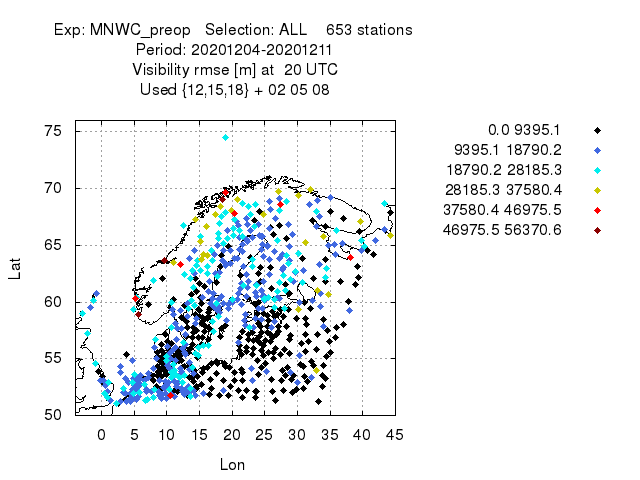 Exp: MNWC_preop Selection: ALL 653 stations
Period: 20201204-20201211
Visibility rmse [m] at 20 UTC
Used {12,15,18} + 02 05 08
0.0 9395.1
9395.1 18790.2
18790.2 28185.3
28185.3 37580.4
37580.4 46975.5
46975.5 56370.6
75
70
65
60
55
50
Lat
0 5 10 15 20 25 30 35 40 45
Lon